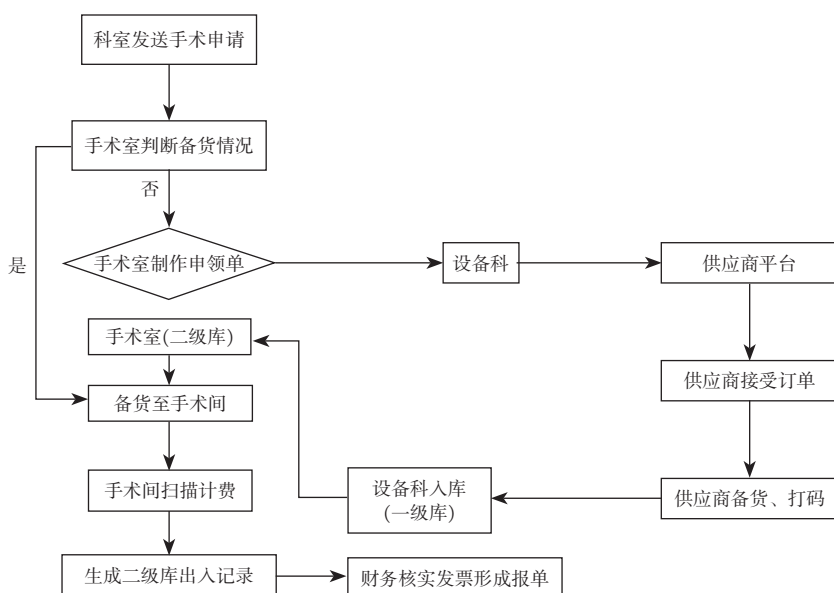 科室发送手术申请
手术室判断备货情况
否
是
手术室制作申领单
设备科
供应商平台
手术室(二级库)
供应商接受订单
备货至手术间
手术间扫描计费
设备科入库
(一级库)
供应商备货、打码
生成二级库出入记录
财务核实发票形成报单